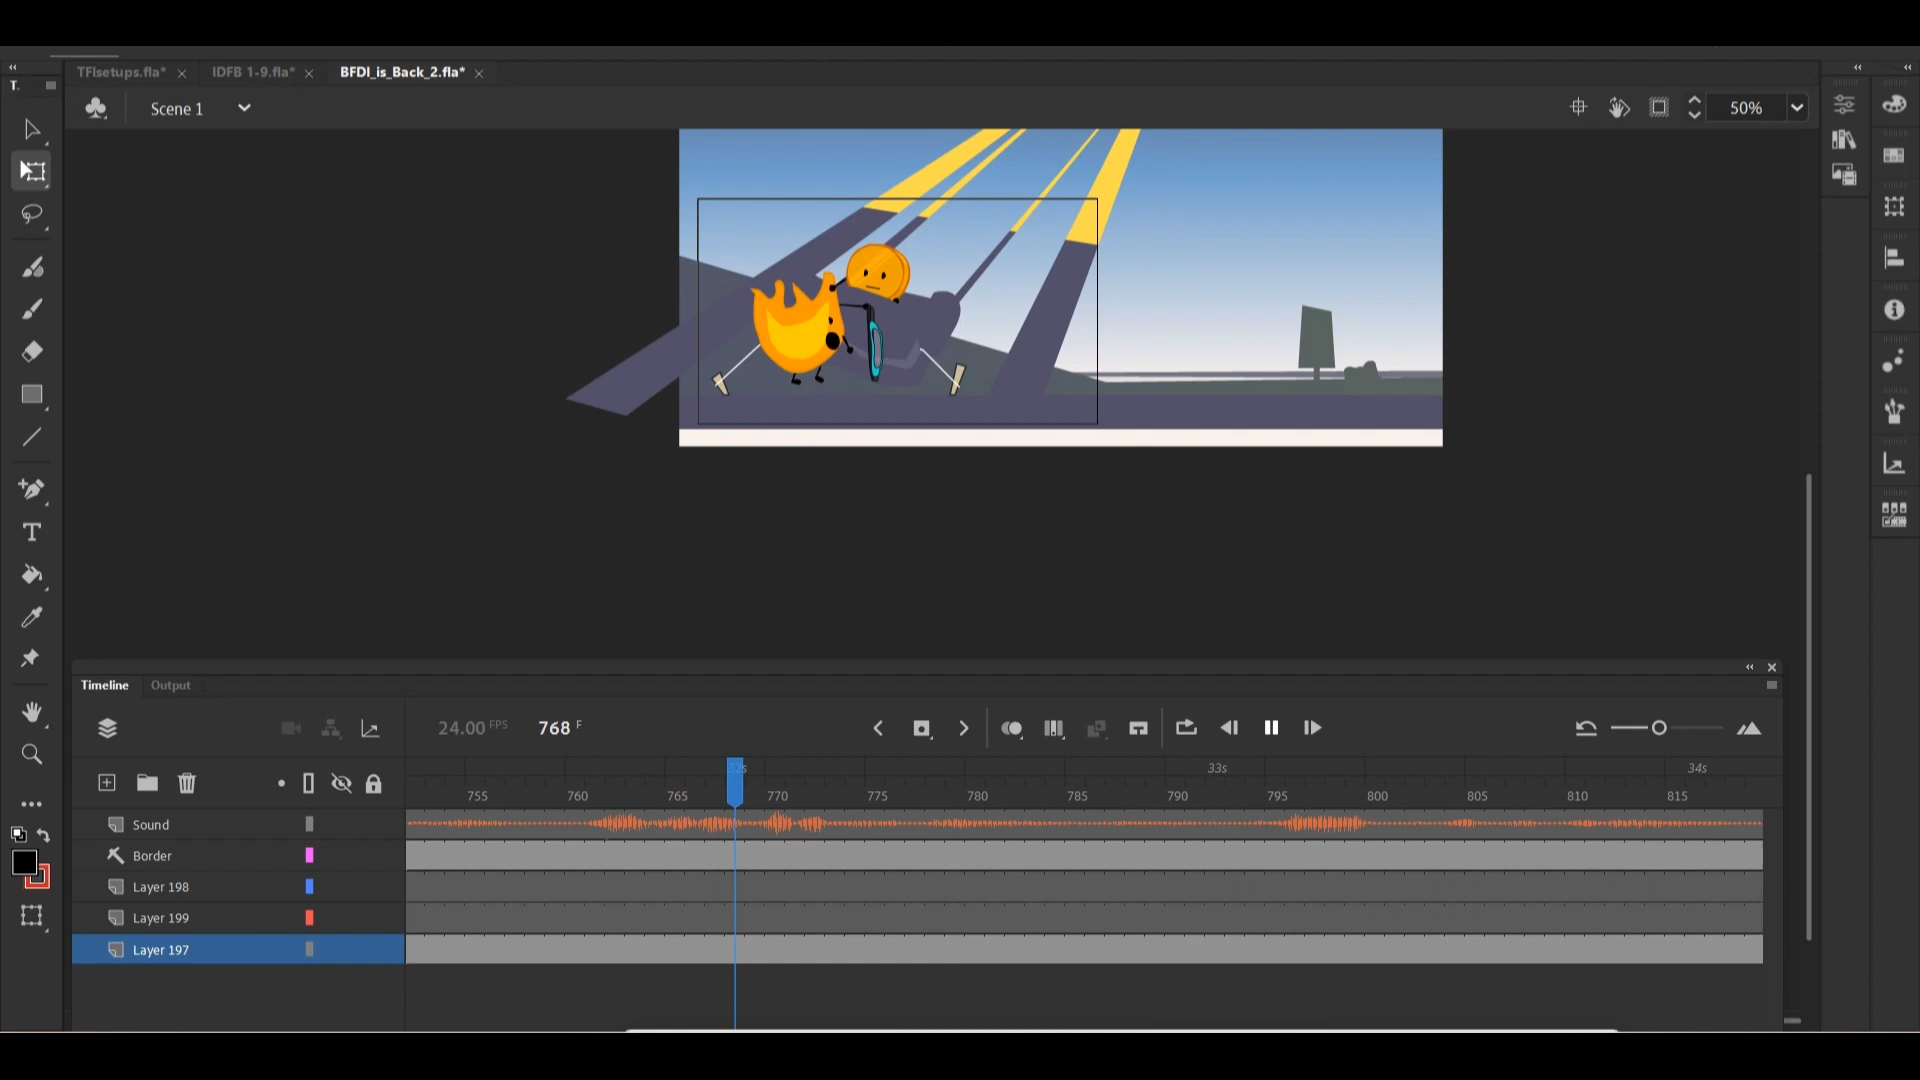 TFIsetups.fla*
IDFB 1-9.fla*
BFDI_is_Back_2.fla*
T.
Scene 1
50%
Timeline
Output
24.00 FPS
768 F
33s
34s
755
760
765
770
775
780
785
790
795
800
805
810
815
Sound
Border
Layer 198
Layer 199
Layer 197